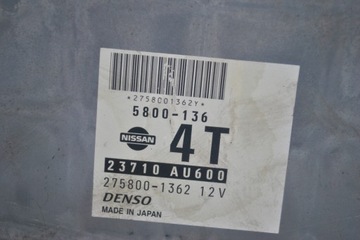 *2758001362Y*
5800-136
NISSAN 4T
23710 AU600
275800-1362 12V
DENSO
MADE IN JAPAN